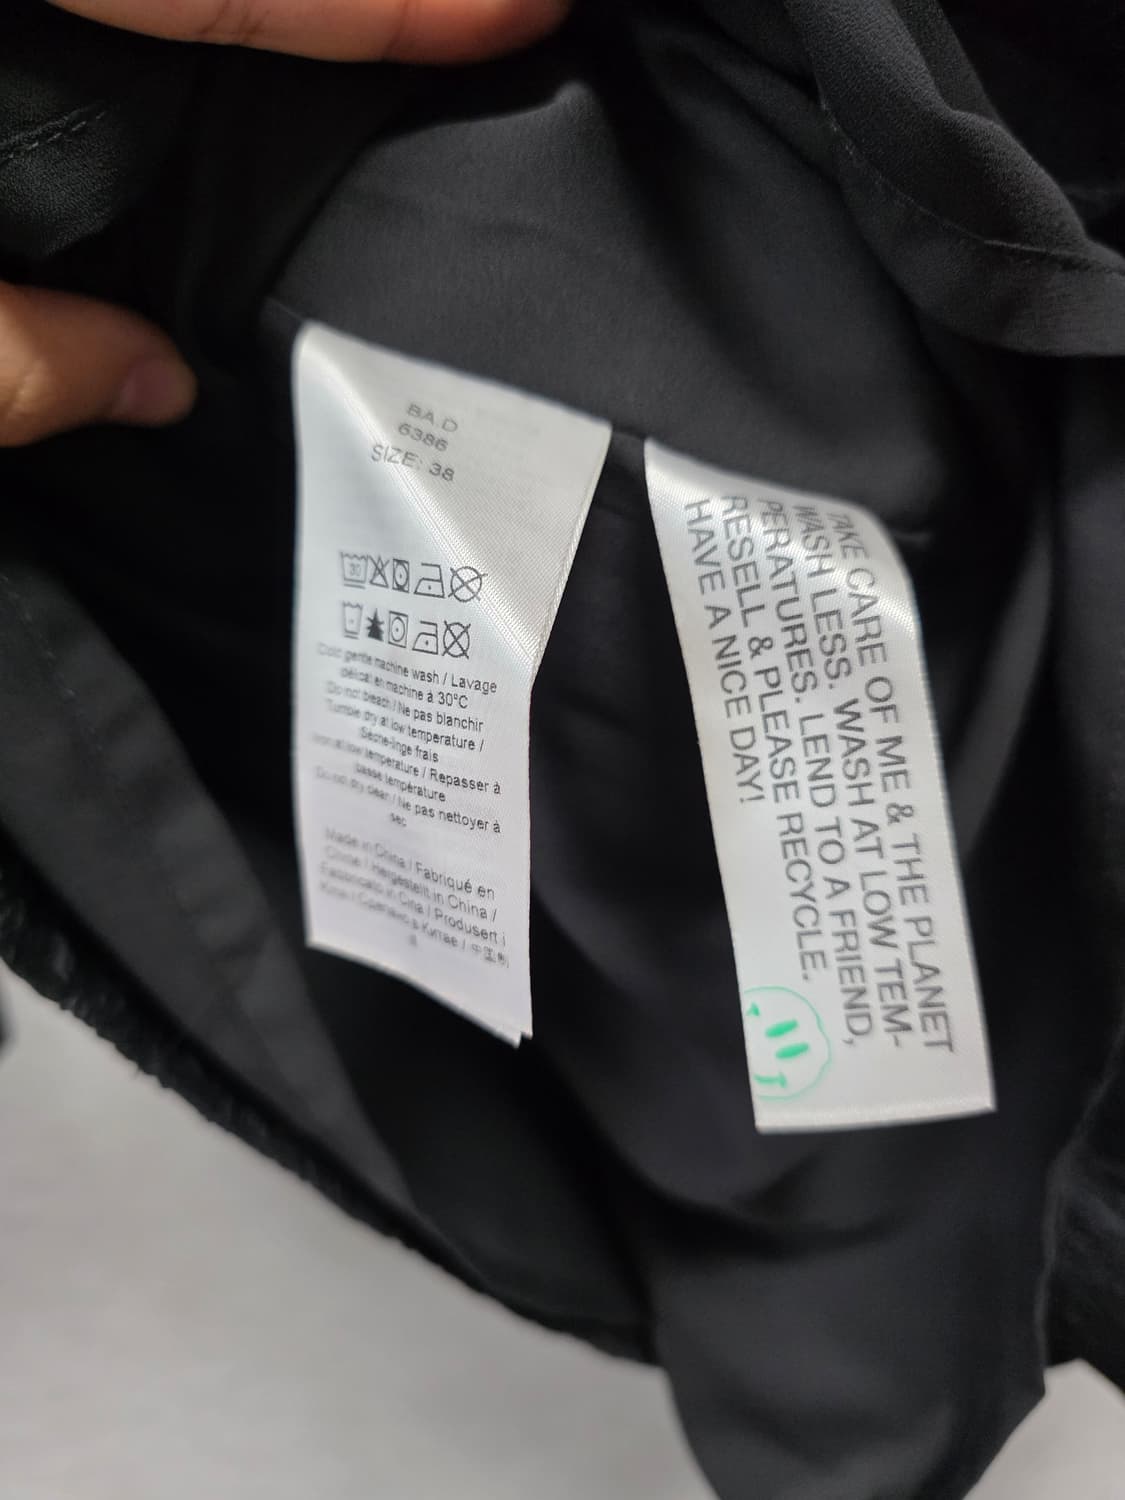 BA.D
6386
SIZE: 38
30
Cold gentle machine wash / Lavage
délicat en machine à 30°C
Do not bleach / Ne pas blanchir
Tumble dry at low temperature /
Sèche-linge frais
Iron at low temperature / Repasser à
basse température
Do not dry clean / Ne pas nettoyer à
sec
Made in China / Fabriqué en
Chine / Hergestellt in China /
Fabbricato in Cina / Produsert i
Kina / Сделано в Китае / 中国制
TAKE CARE OF ME & THE PLANET
WASH LESS. WASH AT LOW TEM-
PERATURES. LEND TO A FRIEND,
RESELL & PLEASE RECYCLE.
HAVE A NICE DAY!